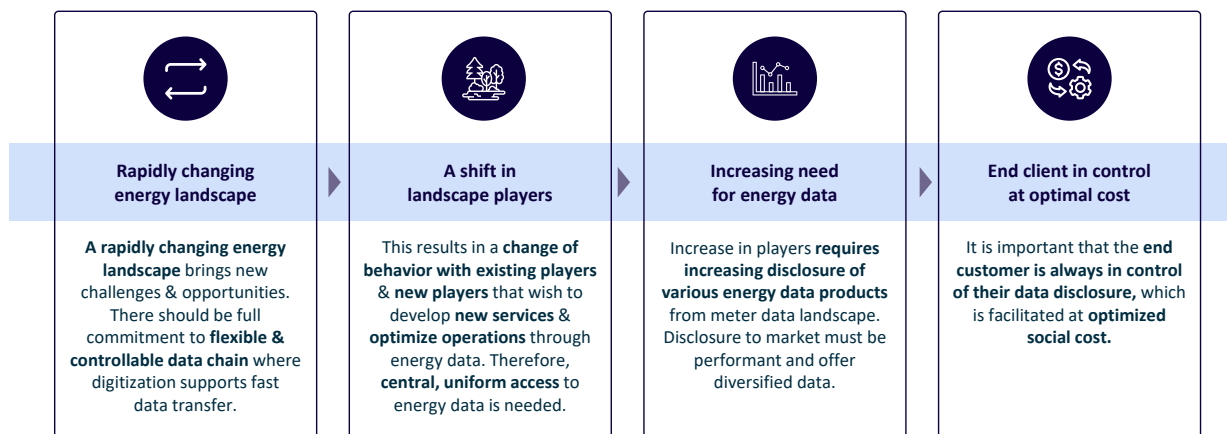 Rapidly changing
energy landscape
A rapidly changing energy
landscape brings new
challenges & opportunities.
There should be full
commitment to flexible &
controllable data chain where
digitization supports fast
data transfer.
A shift in
landscape players
This results in a change of
behavior with existing players
& new players that wish to
develop new services &
optimize operations through
energy data. Therefore,
central, uniform access to
energy data is needed.
Increasing need
for energy data
Increase in players requires
increasing disclosure of
various energy data products
from meter data landscape.
Disclosure to market must be
performant and offer
diversified data.
End client in control
at optimal cost
It is important that the end
customer is always in control
of their data disclosure, which
is facilitated at optimized
social cost.